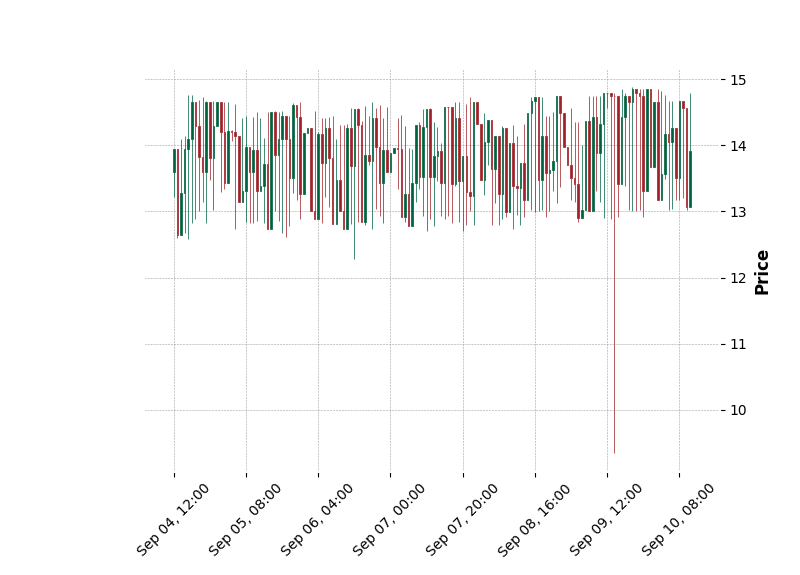 15
14
13
12
11
10
Price
Sep 04, 12:00
Sep 05, 08:00
Sep 06, 04:00
Sep 07, 00:00
Sep 07, 20:00
Sep 08, 16:00
Sep 09, 12:00
Sep 10, 08:00